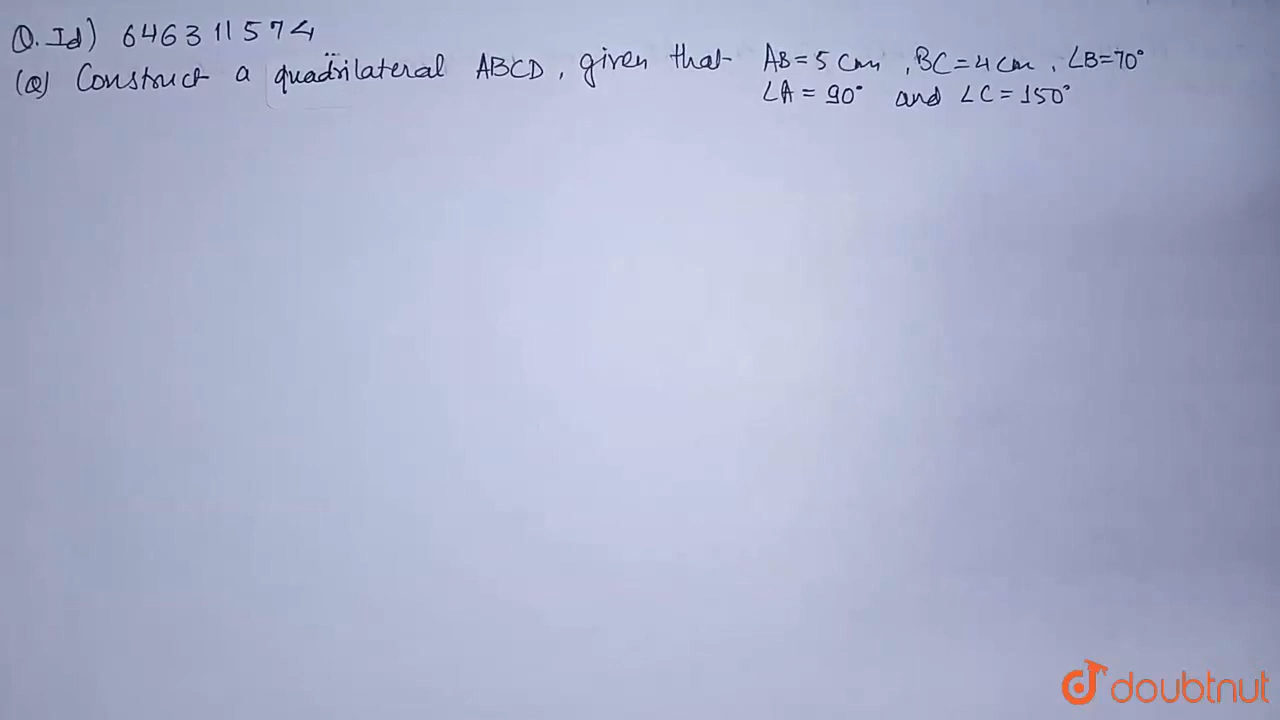 Q. Id) 646311574
(Q) Construct a quadrilateral ABCD, given that AB = 5 cm, BC = 4 cm, ∠B = 70°
∠A = 90° and ∠C = 150°
doubtnut